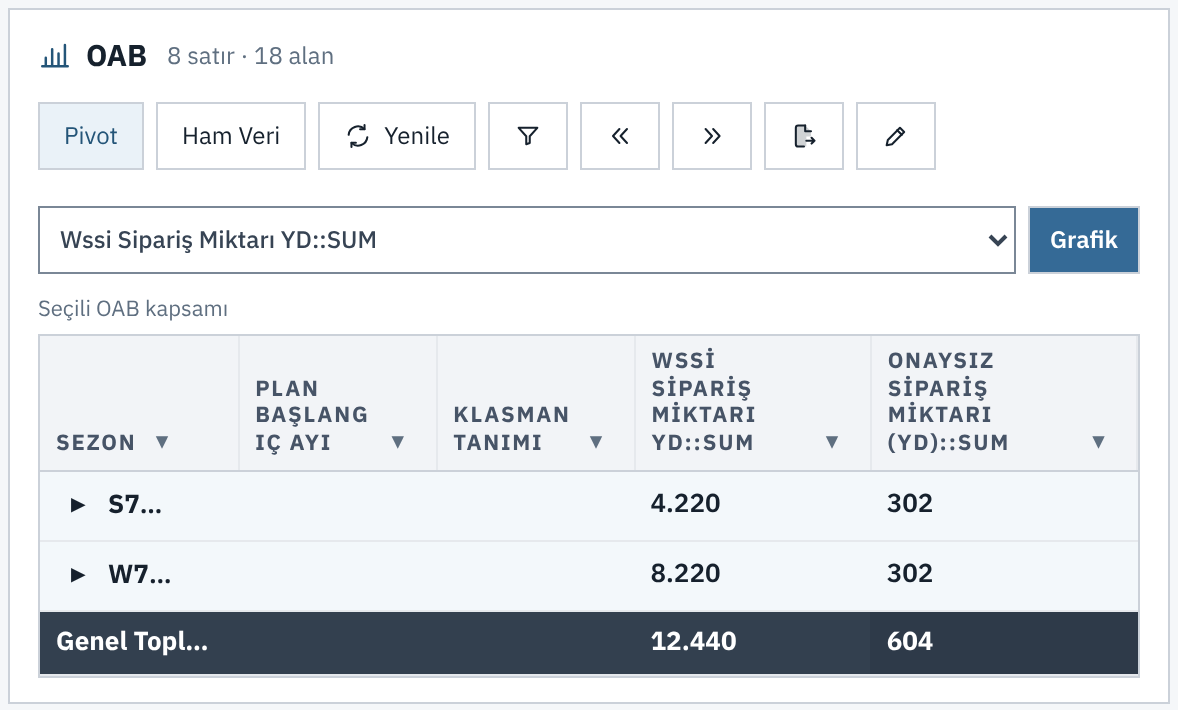 OAB 8 satır · 18 alan
Pivot Ham Veri Yenile
Wssi Sipariş Miktarı YD::SUM Grafik
Seçili OAB kapsamı
SEZON ▼
PLAN
BAŞLANG
IÇ AYI ▼
KLASMAN
TANIMI ▼
WSSİ
SİPARİŞ
MİKTARI
YD::SUM ▼
ONAYSIZ
SİPARİŞ
MİKTARI
(YD)::SUM ▼
▶ S7... 4.220 302
▶ W7... 8.220 302
Genel Topl... 12.440 604